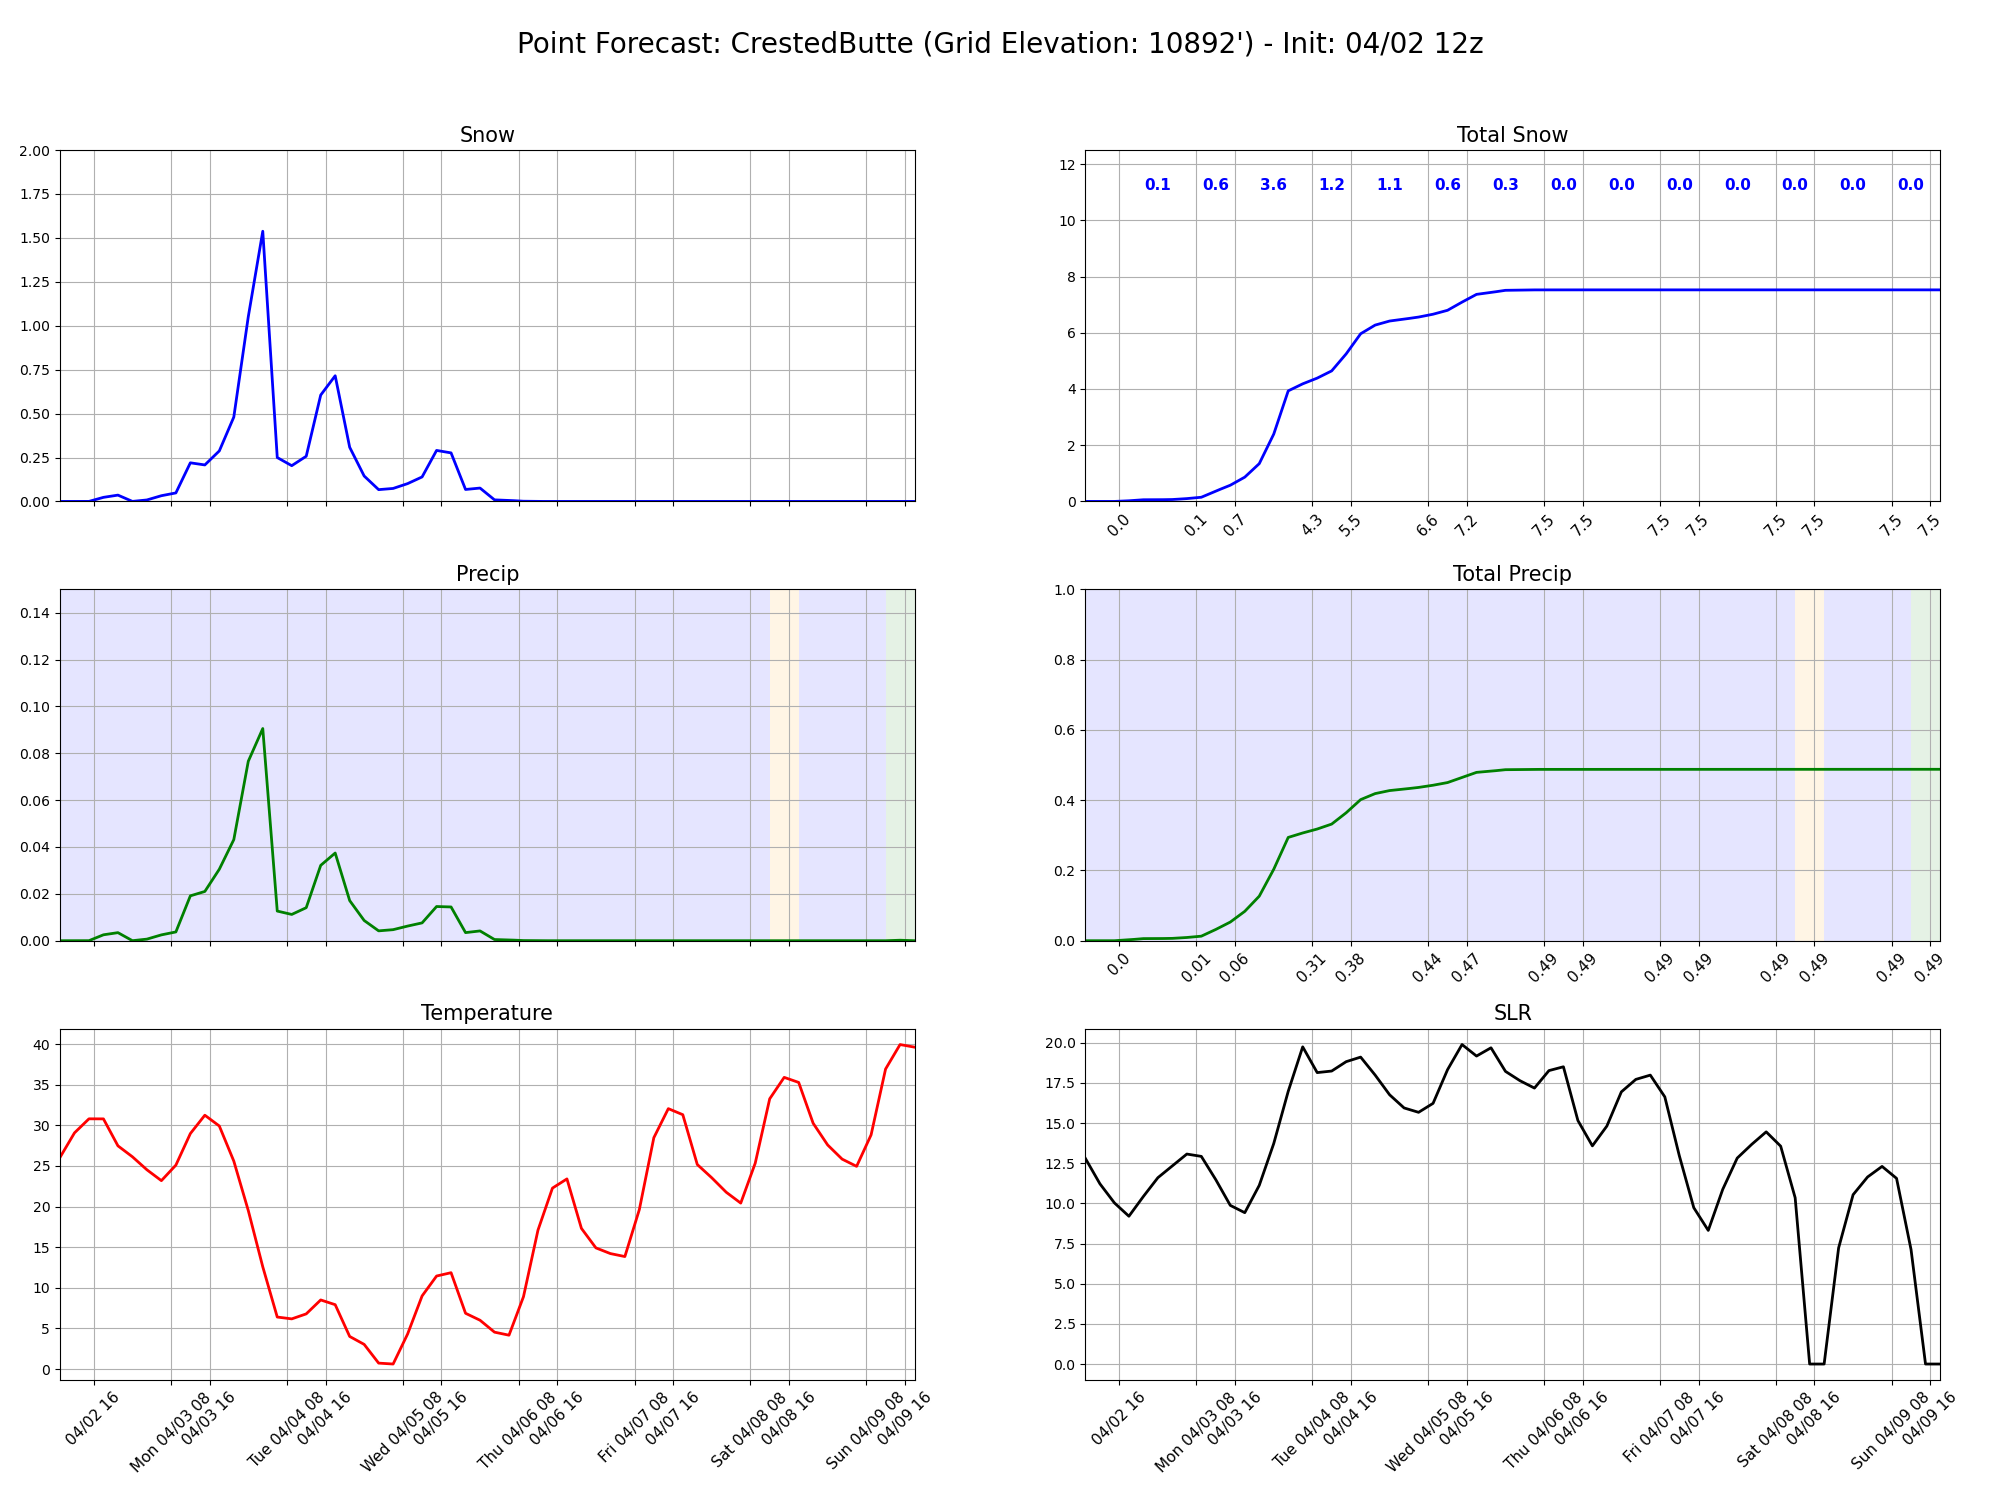 Point Forecast: CrestedButte (Grid Elevation: 10892') - Init: 04/02 12z
Snow
2.00
1.75
1.50
1.25
1.00
0.75
0.50
0.25
0.00
Total Snow
12
10
8
6
4
2
0
0.1 0.6 3.6 1.2 1.1 0.6 0.3 0.0 0.0 0.0 0.0 0.0 0.0 0.0
0.0 0.1 0.7 4.3 5.5 6.6 7.2 7.5 7.5 7.5 7.5 7.5 7.5 7.5 7.5
Precip
0.14
0.12
0.10
0.08
0.06
0.04
0.02
0.00
Total Precip
1.0
0.8
0.6
0.4
0.2
0.0
0.0 0.01 0.06 0.31 0.38 0.44 0.47 0.49 0.49 0.49 0.49 0.49 0.49 0.49 0.49
Temperature
40
35
30
25
20
15
10
5
0
04/02 16
Mon 04/03 08
04/03 16
Tue 04/04 08
04/04 16
Wed 04/05 08
04/05 16
Thu 04/06 08
04/06 16
Fri 04/07 08
04/07 16
Sat 04/08 08
04/08 16
Sun 04/09 08
04/09 16
SLR
20.0
17.5
15.0
12.5
10.0
7.5
5.0
2.5
0.0
04/02 16
Mon 04/03 08
04/03 16
Tue 04/04 08
04/04 16
Wed 04/05 08
04/05 16
Thu 04/06 08
04/06 16
Fri 04/07 08
04/07 16
Sat 04/08 08
04/08 16
Sun 04/09 08
04/09 16